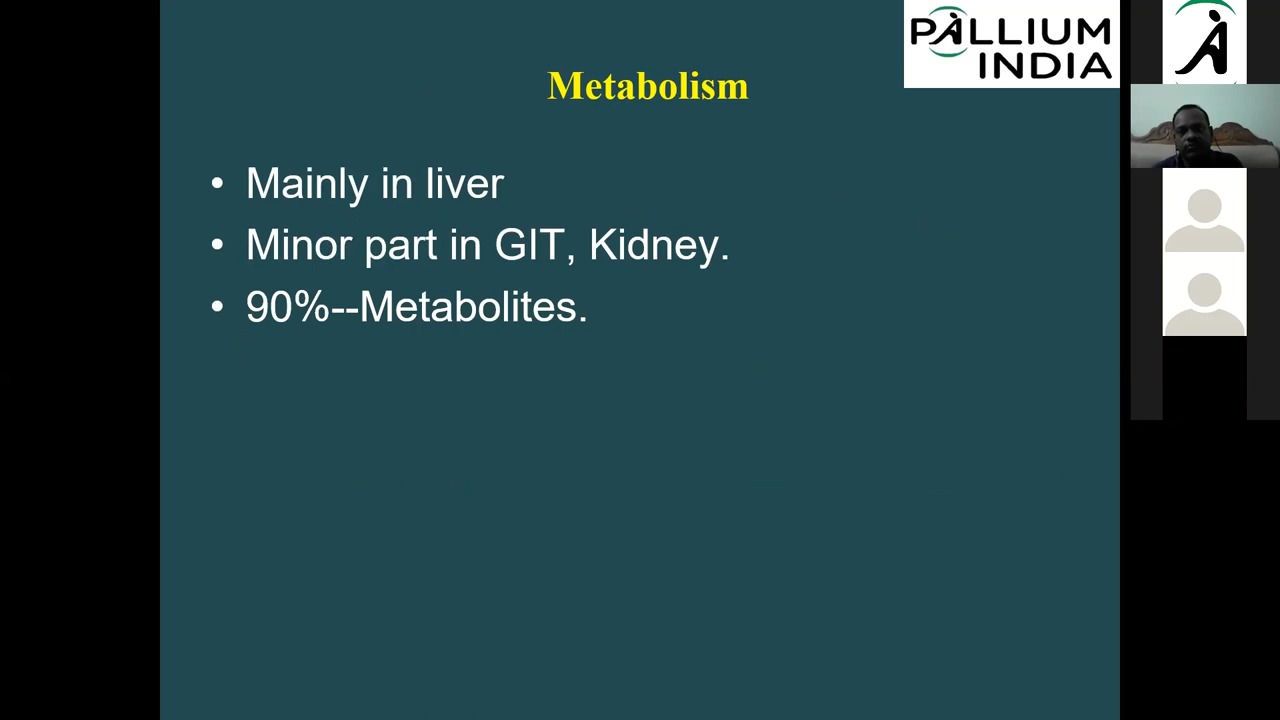 PALLIUM
INDIA
Metabolism
• Mainly in liver
• Minor part in GIT, Kidney.
• 90%--Metabolites.